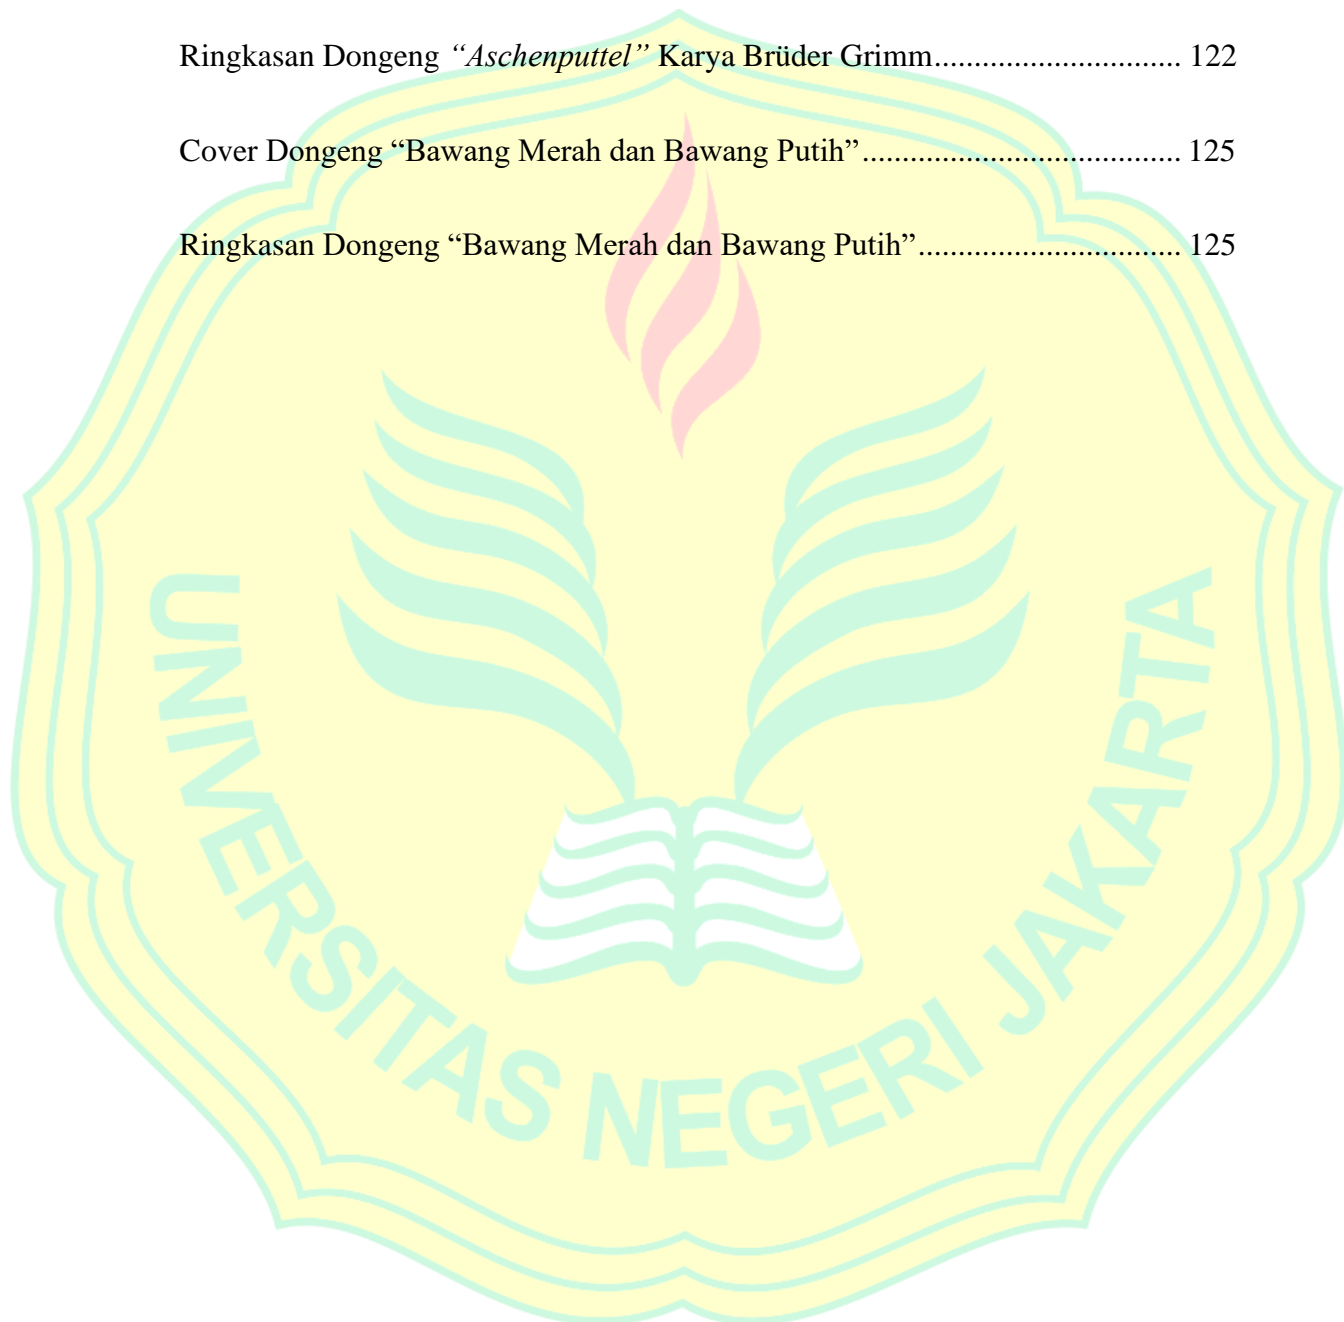 Ringkasan Dongeng “Aschenputtel” Karya Brüder Grimm............................... 122
Cover Dongeng “Bawang Merah dan Bawang Putih”........................................ 125
Ringkasan Dongeng “Bawang Merah dan Bawang Putih”................................. 125
UNIVERSITAS NEGERI JAKARTA